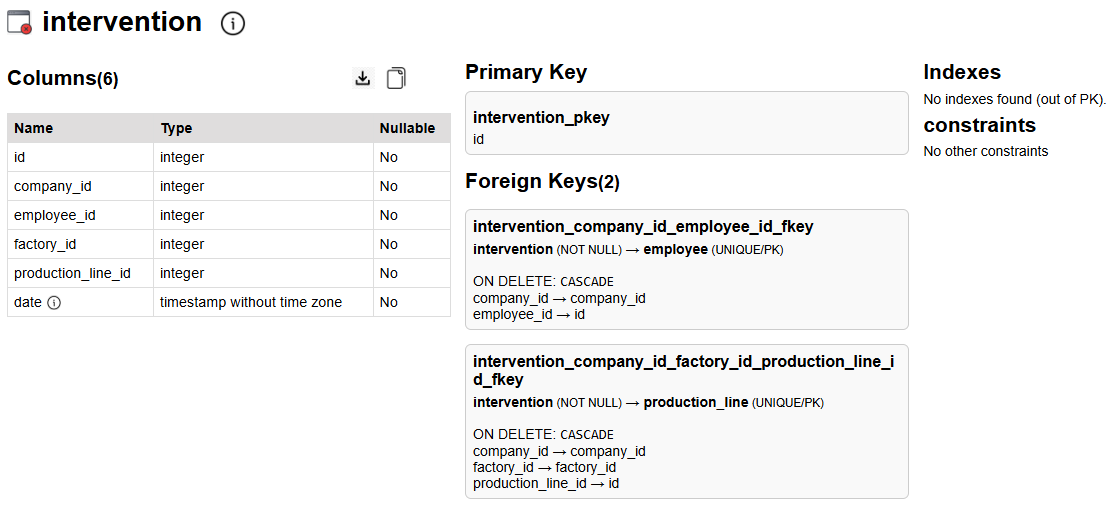 intervention
Columns(6)
Name Type Nullable
id integer No
company_id integer No
employee_id integer No
factory_id integer No
production_line_id integer No
date timestamp without time zone No
Primary Key
intervention_pkey
id
Foreign Keys(2)
intervention_company_id_employee_id_fkey
intervention (NOT NULL) → employee (UNIQUE/PK)
ON DELETE: CASCADE
company_id → company_id
employee_id → id
intervention_company_id_factory_id_production_line_i
d_fkey
intervention (NOT NULL) → production_line (UNIQUE/PK)
ON DELETE: CASCADE
company_id → company_id
factory_id → factory_id
production_line_id → id
Indexes
No indexes found (out of PK).
constraints
No other constraints